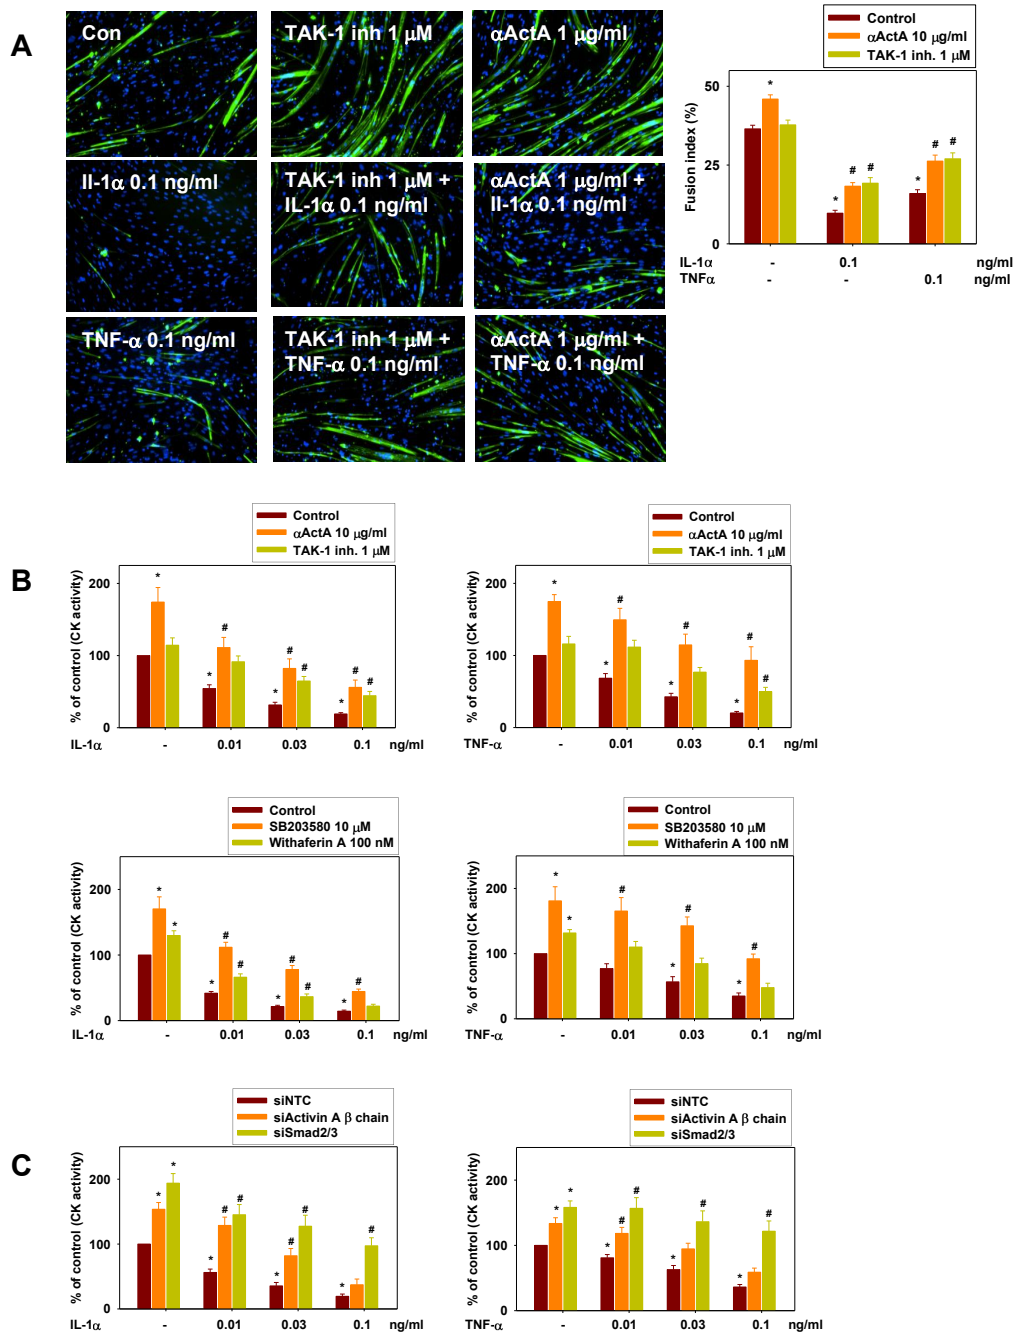 A
Con
TAK-1 inh 1 μM
αActA 1 μg/ml
Il-1α 0.1 ng/ml
TAK-1 inh 1 μM +
IL-1α 0.1 ng/ml
αActA 1 μg/ml +
Il-1α 0.1 ng/ml
TNF-α 0.1 ng/ml
TAK-1 inh 1 μM +
TNF-α 0.1 ng/ml
αActA 1 μg/ml +
TNF-α 0.1 ng/ml
Control
αActA 10 μg/ml
TAK-1 inh. 1 μM
Fusion index (%)
50
25
0
* * # # * # #
IL-1α - 0.1 ng/ml
TNFα - - 0.1 ng/ml
B
Control
αActA 10 μg/ml
TAK-1 inh. 1 μM
% of control (CK activity)
200
100
0
* * # * # # * # #
IL-1α - 0.01 0.03 0.1 ng/ml
Control
αActA 10 μg/ml
TAK-1 inh. 1 μM
% of control (CK activity)
200
100
0
* * # * # * # #
TNF-α - 0.01 0.03 0.1 ng/ml
Control
SB203580 10 μM
Withaferin A 100 nM
% of control (CK activity)
200
100
0
* * * # # * # # * #
IL-1α - 0.01 0.03 0.1 ng/ml
Control
SB203580 10 μM
Withaferin A 100 nM
% of control (CK activity)
200
100
0
* * # * # * #
TNF-α - 0.01 0.03 0.1 ng/ml
C
siNTC
siActivin A β chain
siSmad2/3
% of control (CK activity)
200
100
0
* * * # # * # # * #
IL-1α - 0.01 0.03 0.1 ng/ml
siNTC
siActivin A β chain
siSmad2/3
% of control (CK activity)
200
100
0
* * * # # * # * #
TNF-α - 0.01 0.03 0.1 ng/ml